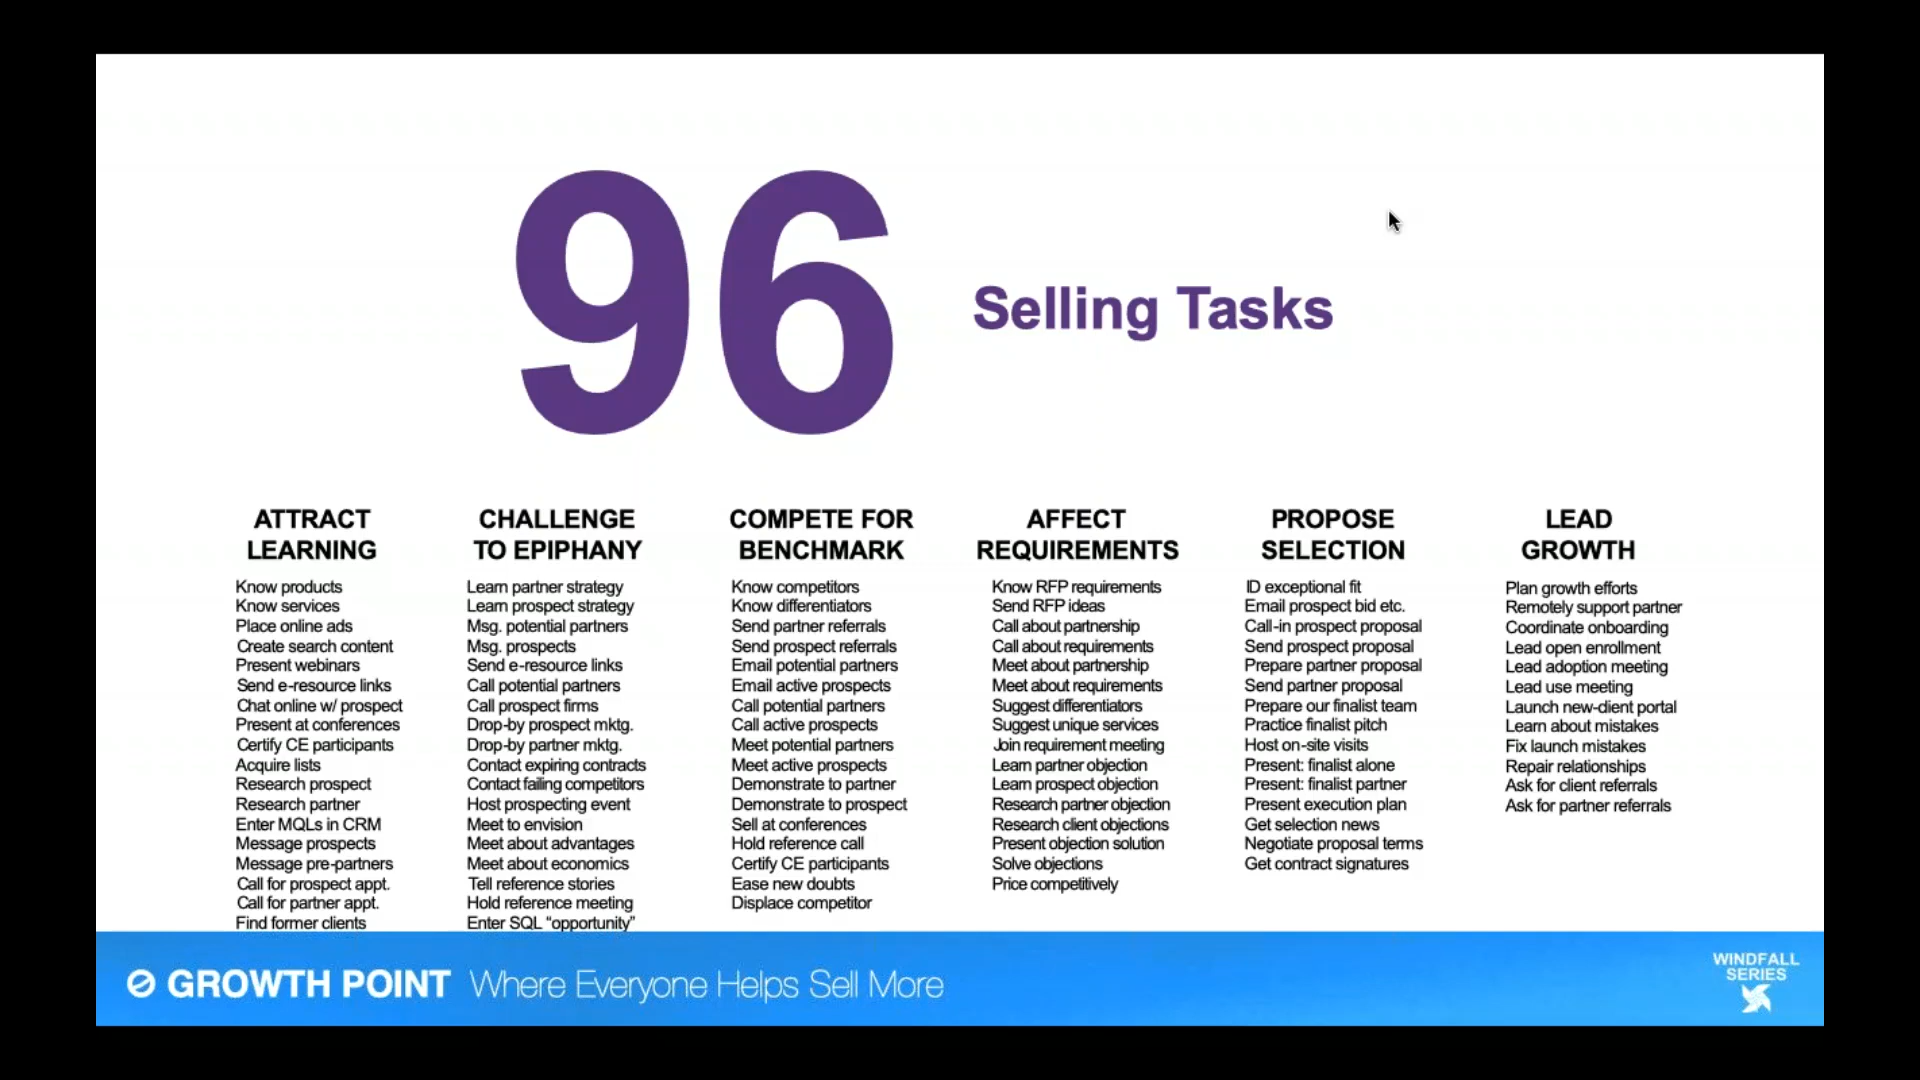 96
Selling Tasks
ATTRACT
LEARNING
Know products
Know services
Place online ads
Create search content
Present webinars
Send e-resource links
Chat online w/ prospect
Present at conferences
Certify CE participants
Acquire lists
Research prospect
Research partner
Enter MQLs in CRM
Message prospects
Message pre-partners
Call for prospect appt.
Call for partner appt.
Find former clients
CHALLENGE
TO EPIPHANY
Learn partner strategy
Learn prospect strategy
Msg. potential partners
Msg. prospects
Send e-resource links
Call potential partners
Call prospect firms
Drop-by prospect mktg.
Drop-by partner mktg.
Contact expiring contracts
Contact failing competitors
Host prospecting event
Meet to envision
Meet about advantages
Meet about economics
Tell reference stories
Hold reference meeting
Enter SQL "opportunity"
COMPETE FOR
BENCHMARK
Know competitors
Know differentiators
Send partner referrals
Send prospect referrals
Email potential partners
Email active prospects
Call potential partners
Call active prospects
Meet potential partners
Meet active prospects
Demonstrate to partner
Demonstrate to prospect
Sell at conferences
Hold reference call
Certify CE participants
Ease new doubts
Displace competitor
AFFECT
REQUIREMENTS
Know RFP requirements
Send RFP ideas
Call about partnership
Call about requirements
Meet about partnership
Meet about requirements
Suggest differentiators
Suggest unique services
Join requirement meeting
Learn partner objection
Learn prospect objection
Research partner objection
Research client objections
Present objection solution
Solve objections
Price competitively
PROPOSE
SELECTION
ID exceptional fit
Email prospect bid etc.
Call-in prospect proposal
Send prospect proposal
Prepare partner proposal
Send partner proposal
Prepare our finalist team
Practice finalist pitch
Host on-site visits
Present: finalist alone
Present: finalist partner
Present execution plan
Get selection news
Negotiate proposal terms
Get contract signatures
LEAD
GROWTH
Plan growth efforts
Remotely support partner
Coordinate onboarding
Lead open enrollment
Lead adoption meeting
Lead use meeting
Launch new-client portal
Learn about mistakes
Fix launch mistakes
Repair relationships
Ask for client referrals
Ask for partner referrals
GROWTH POINT Where Everyone Helps Sell More
WINDFALL
SERIES